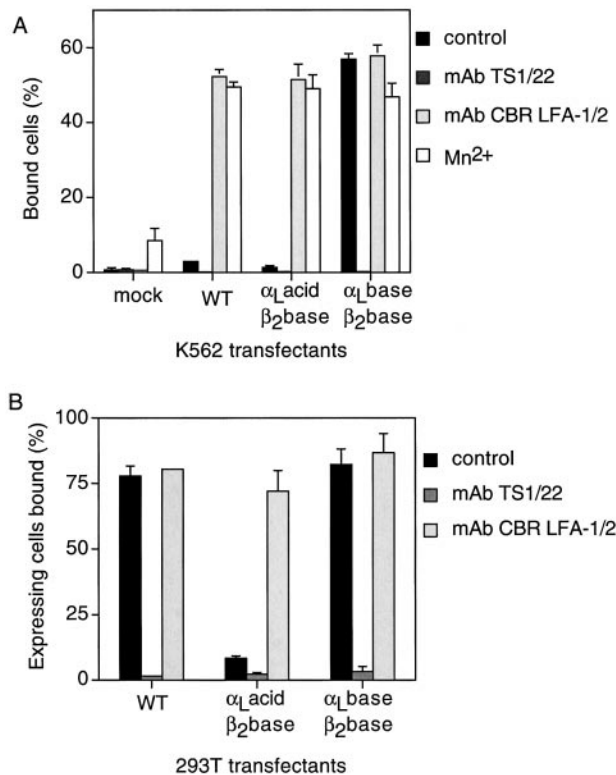 A
Bound cells (%)
60
40
20
0
mock
WT
αLacid
β2base
αLbase
β2base
K562 transfectants
control
mAb TS1/22
mAb CBR LFA-1/2
Mn2+
B
Expressing cells bound (%)
100
75
50
25
0
WT
αLacid
β2base
αLbase
β2base
293T transfectants
control
mAb TS1/22
mAb CBR LFA-1/2